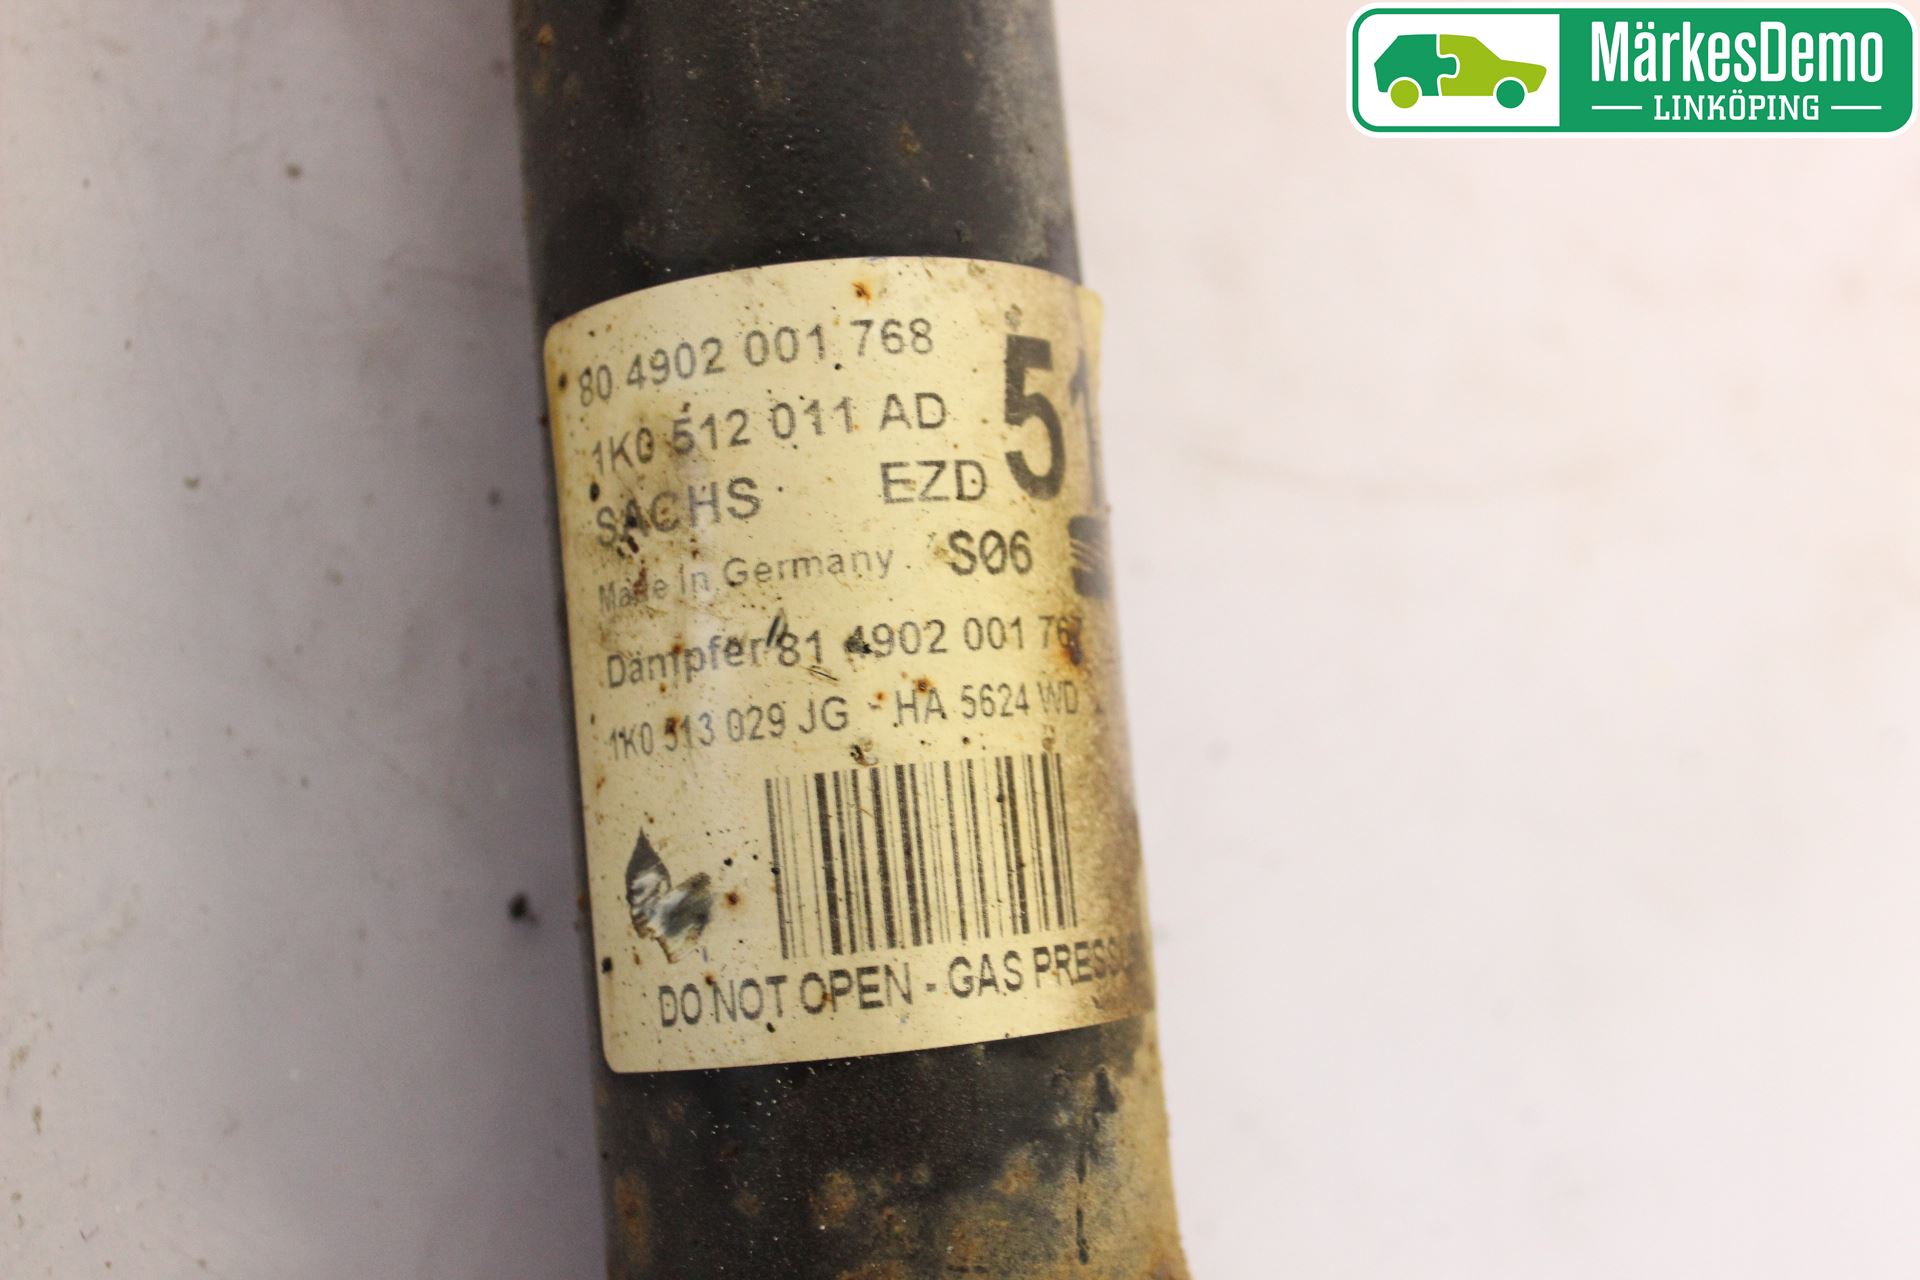 MärkesDemo
LINKÖPING
80 4902 001 768
1K0 512 011 AD
SACHS EZD
Made in Germany S06
Dämpfer 81 4902 001 767
1K0 513 029 JG - HA 5624 WD
DO NOT OPEN - GAS